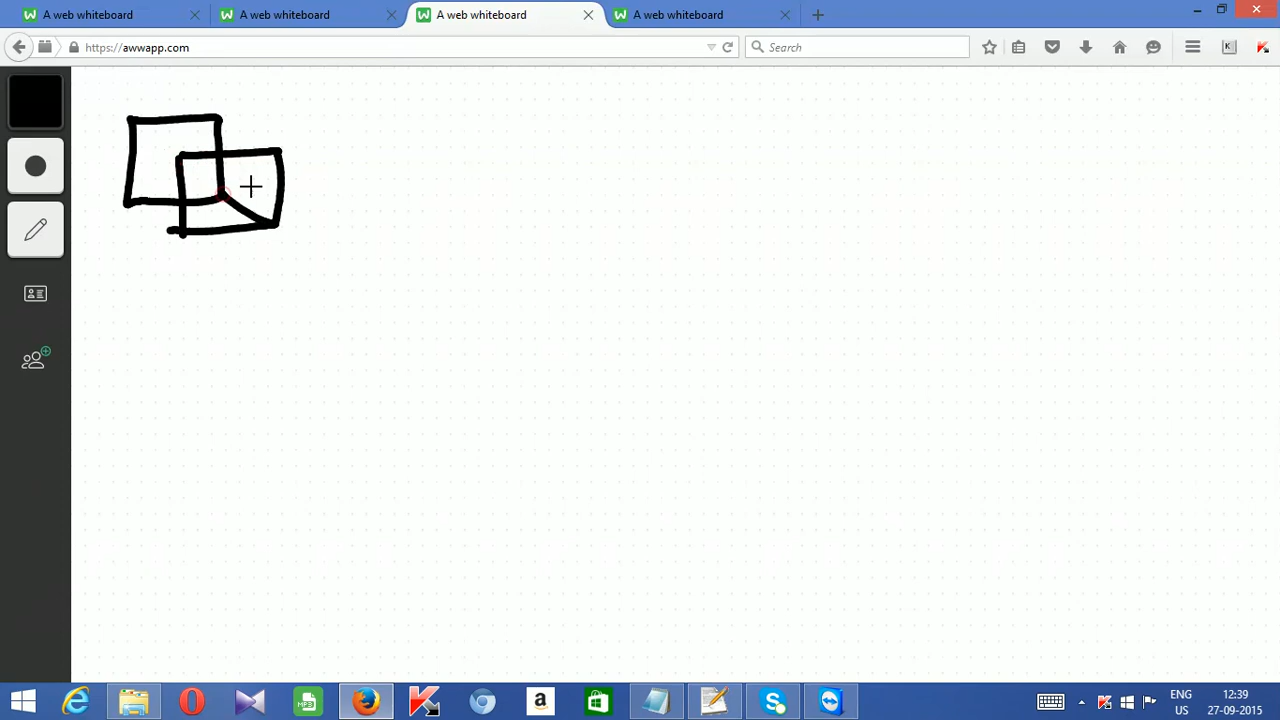 A web whiteboard
A web whiteboard
A web whiteboard
A web whiteboard
https://awwapp.com
Search
K
MP3
a
ENG
US
12:39
27-09-2015